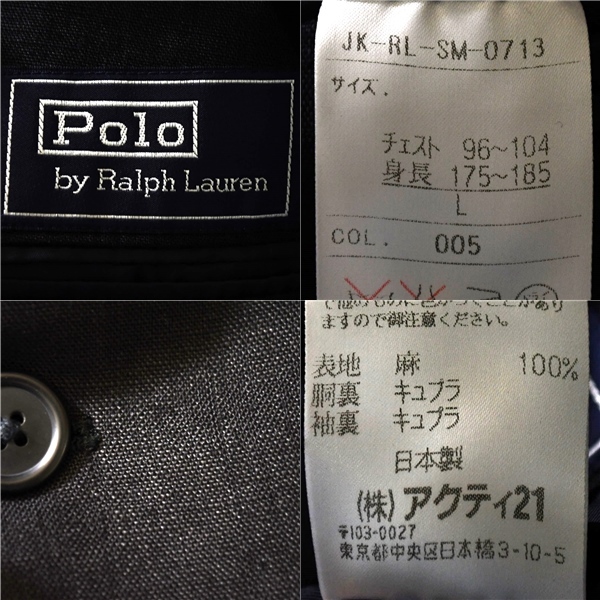 Polo
by Ralph Lauren
JK-RL-SM-0713
サイズ.
チェスト 96~104
身長 175~185
L
COL. 005
ますので御注意ください。
表地 麻 100%
胴裏 キュプラ
袖裏 キュプラ
日本製
(株)アクティ21
〒103-0027
東京都中央区日本橋3-10-5